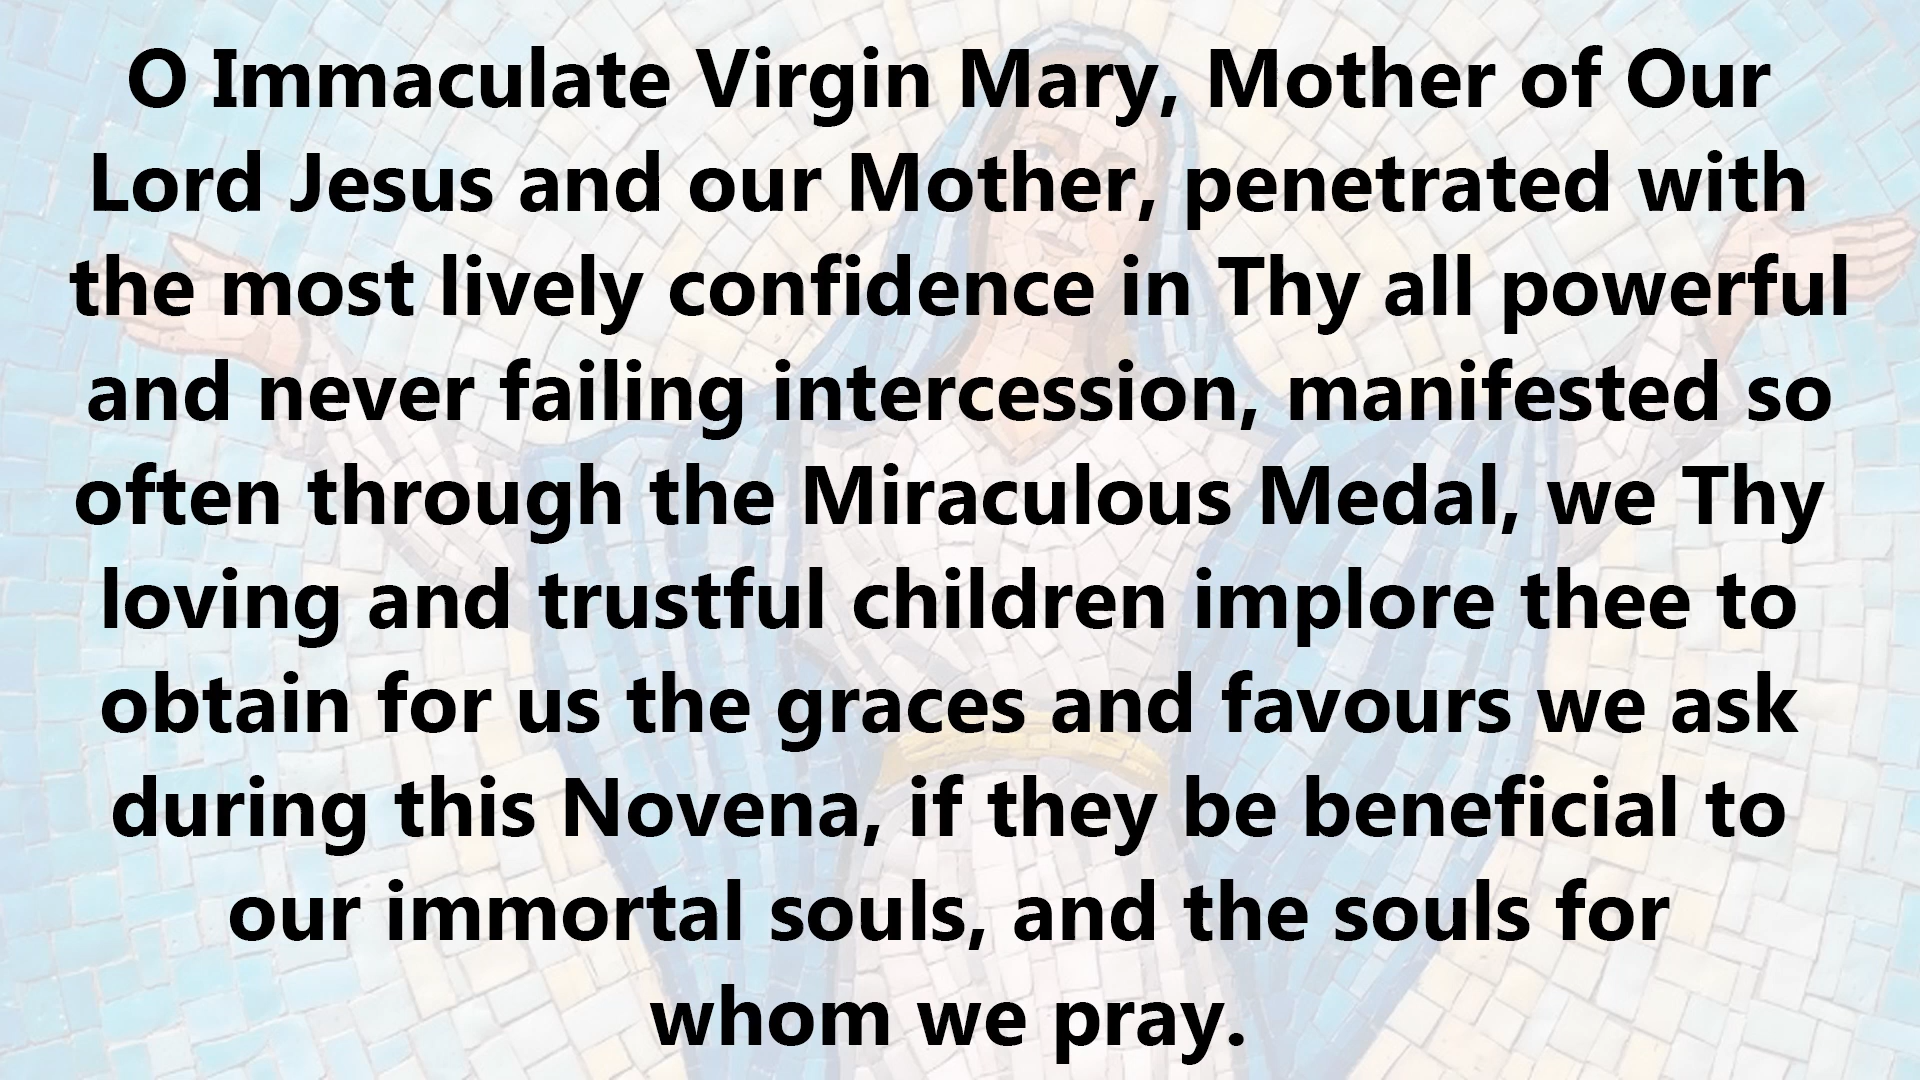 O Immaculate Virgin Mary, Mother of Our
Lord Jesus and our Mother, penetrated with
the most lively confidence in Thy all powerful
and never failing intercession, manifested so
often through the Miraculous Medal, we Thy
loving and trustful children implore thee to
obtain for us the graces and favours we ask
during this Novena, if they be beneficial to
our immortal souls, and the souls for
whom we pray.